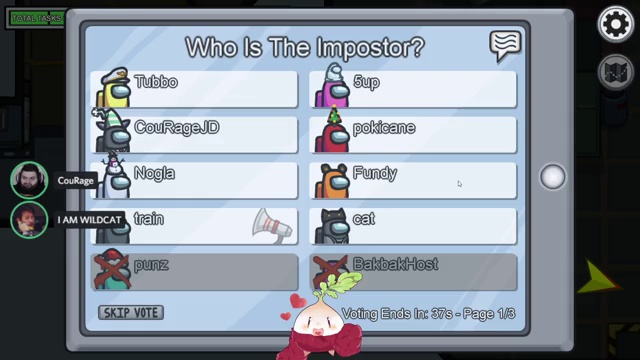 TOTAL TASKS
Who Is The Impostor?
Tubbo
5up
CouRageJD
pokicane
Nogla
Fundy
CouRage
train
cat
I AM WILDCAT
punz
BakbakHost
SKIP VOTE
Voting Ends In: 37s - Page 1/3